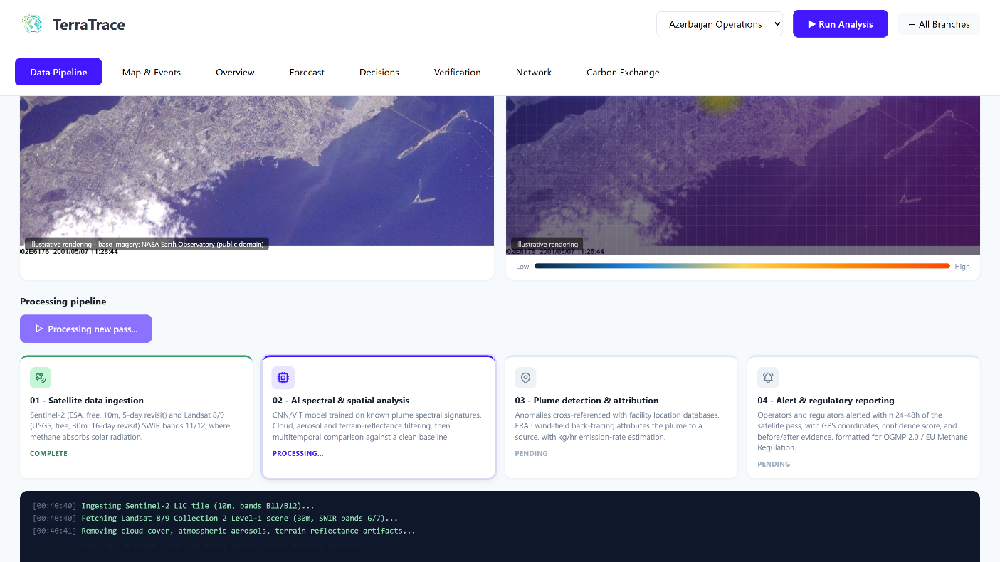 TerraTrace
Azerbaijan Operations
▶ Run Analysis
← All Branches
Data Pipeline
Map & Events
Overview
Forecast
Decisions
Verification
Network
Carbon Exchange
Illustrative rendering - base imagery: NASA Earth Observatory (public domain)
02E6176 2001/05/07 11:28:44
Illustrative rendering
02E6176 2001/05/07 11:28:44
Low
High
Processing pipeline
Processing new pass...
01 - Satellite data ingestion
Sentinel-2 (ESA, free, 10m, 5-day revisit) and Landsat 8/9
(USGS, free, 30m, 16-day revisit) SWIR bands 11/12, where
methane absorbs solar radiation.
COMPLETE
02 - AI spectral & spatial analysis
CNN/ViT model trained on known plume spectral signatures.
Cloud, aerosol and terrain-reflectance filtering, then
multitemporal comparison against a clean baseline.
PROCESSING...
03 - Plume detection & attribution
Anomalies cross-referenced with facility location databases.
ERA5 wind-field back-tracing attributes the plume to a
source, with kg/hr emission-rate estimation.
PENDING
04 - Alert & regulatory reporting
Operators and regulators alerted within 24-48h of the
satellite pass, with GPS coordinates, confidence score, and
before/after evidence, formatted for OGMP 2.0 / EU Methane
Regulation.
PENDING
[00:40:40] Ingesting Sentinel-2 L1C tile (10m, bands B11/B12)...
[00:40:40] Fetching Landsat 8/9 Collection 2 Level-1 scene (30m, SWIR bands 6/7)...
[00:40:41] Removing cloud cover, atmospheric aerosols, terrain reflectance artifacts...